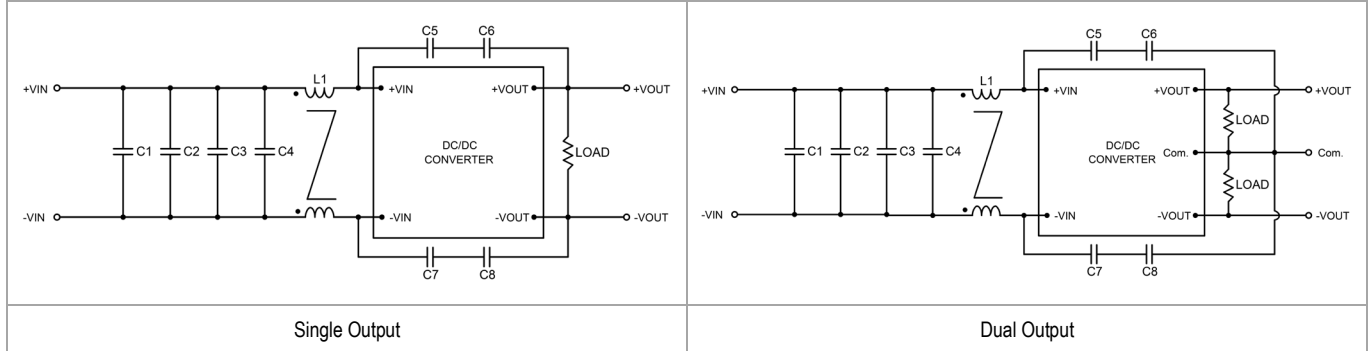 C5 C6
L1
+VIN +VIN +VOUT +VOUT
C1 C2 C3 C4 DC/DC
CONVERTER LOAD
-VIN -VIN -VOUT -VOUT
C7 C8
Single Output
C5 C6
L1
+VIN +VIN +VOUT +VOUT
LOAD
C1 C2 C3 C4 DC/DC
CONVERTER Com. Com.
LOAD
-VIN -VIN -VOUT -VOUT
C7 C8
Dual Output